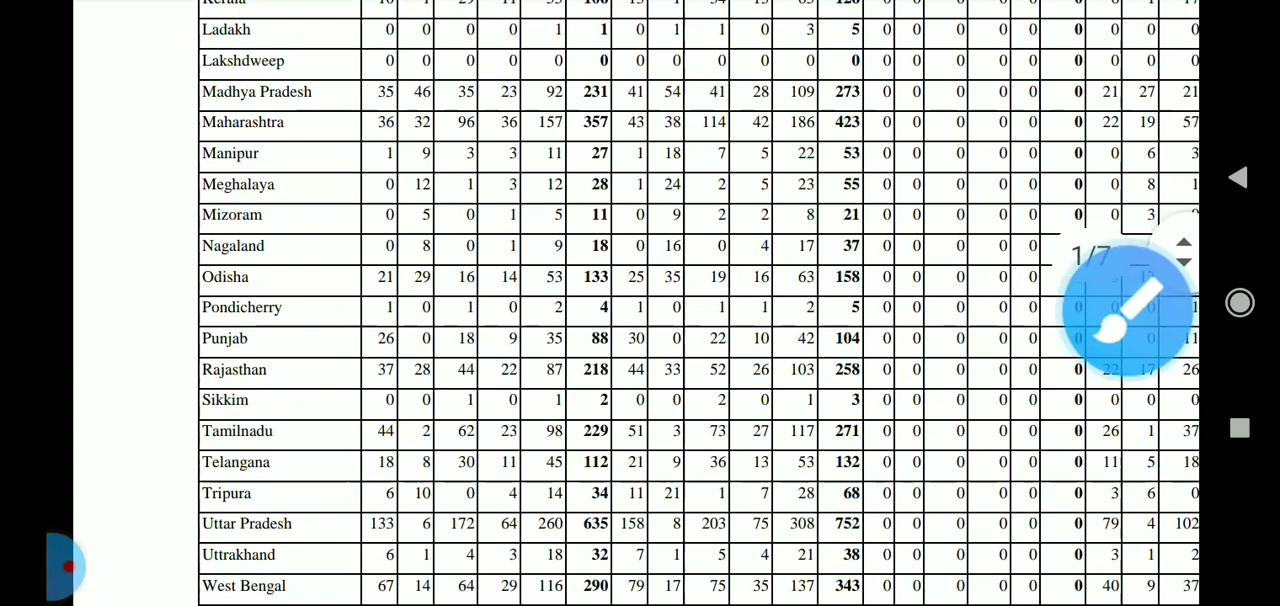 Ladakh 0 0 0 0 1 1 0 1 1 0 3 5 0 0 0 0 0 0 0 0 0
Lakshdweep 0 0 0 0 0 0 0 0 0 0 0 0 0 0 0 0 0 0 0 0 0
Madhya Pradesh 35 46 35 23 92 231 41 54 41 28 109 273 0 0 0 0 0 0 21 27 21
Maharashtra 36 32 96 36 157 357 43 38 114 42 186 423 0 0 0 0 0 0 22 19 57
Manipur 1 9 3 3 11 27 1 18 7 5 22 53 0 0 0 0 0 0 0 6 3
Meghalaya 0 12 1 3 12 28 1 24 2 5 23 55 0 0 0 0 0 0 0 8 1
Mizoram 0 5 0 1 5 11 0 9 2 2 8 21 0 0 0 0 0 0 0 3
Nagaland 0 8 0 1 9 18 0 16 0 4 17 37 0 0 0 0 0 1/7
Odisha 21 29 16 14 53 133 25 35 19 16 63 158 0 0 0 0 0
Pondicherry 1 0 1 0 2 4 1 0 1 1 2 5 0 0 0 0 0 0 0 0 1
Punjab 26 0 18 9 35 88 30 0 22 10 42 104 0 0 0 0 0 0 0 11
Rajasthan 37 28 44 22 87 218 44 33 52 26 103 258 0 0 0 0 0 0 22 17 26
Sikkim 0 0 1 0 1 2 0 0 2 0 1 3 0 0 0 0 0 0 0 0 0
Tamilnadu 44 2 62 23 98 229 51 3 73 27 117 271 0 0 0 0 0 0 26 1 37
Telangana 18 8 30 11 45 112 21 9 36 13 53 132 0 0 0 0 0 0 11 5 18
Tripura 6 10 0 4 14 34 11 21 1 7 28 68 0 0 0 0 0 0 3 6 0
Uttar Pradesh 133 6 172 64 260 635 158 8 203 75 308 752 0 0 0 0 0 0 79 4 102
Uttrakhand 6 1 4 3 18 32 7 1 5 4 21 38 0 0 0 0 0 0 3 1 2
West Bengal 67 14 64 29 116 290 79 17 75 35 137 343 0 0 0 0 0 0 40 9 37